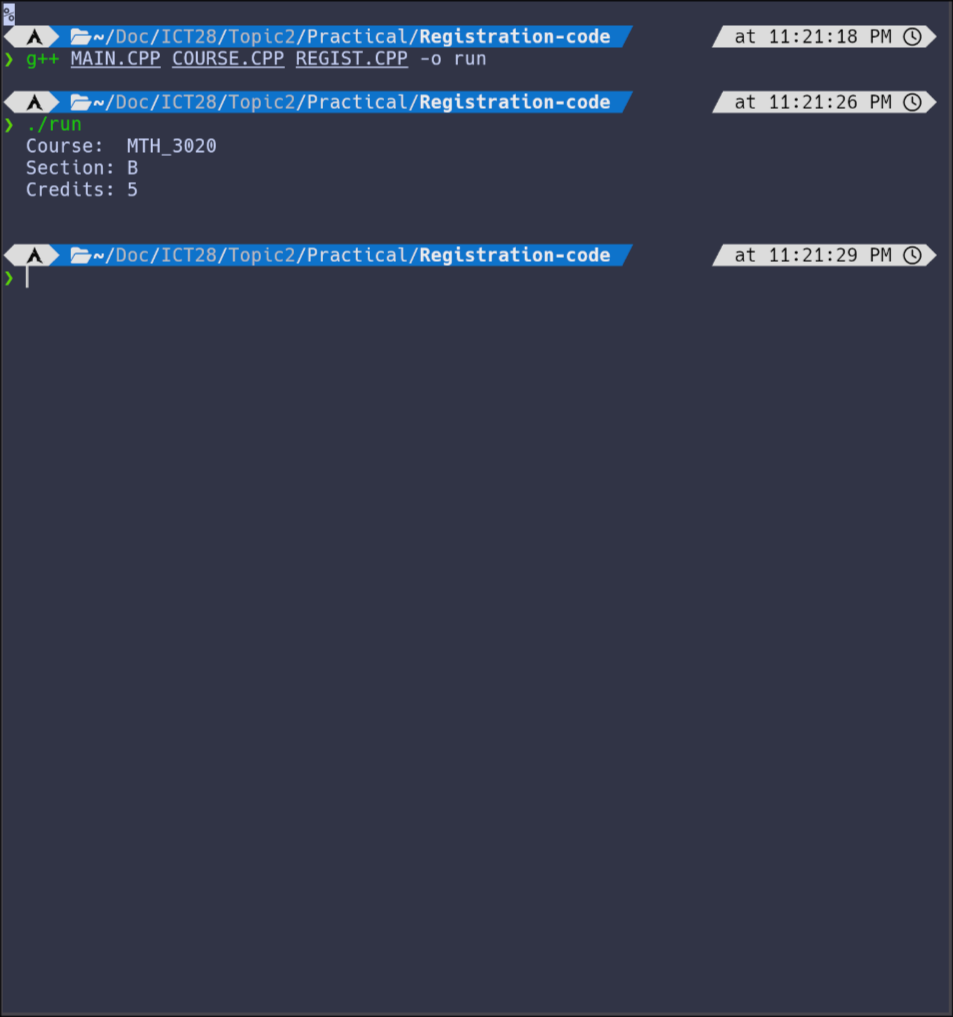 %
~/Doc/ICT28/Topic2/Practical/Registration-code at 11:21:18 PM
❯ g++ MAIN.CPP COURSE.CPP REGIST.CPP -o run
~/Doc/ICT28/Topic2/Practical/Registration-code at 11:21:26 PM
❯ ./run
Course:  MTH_3020
Section: B
Credits: 5
~/Doc/ICT28/Topic2/Practical/Registration-code at 11:21:29 PM
❯